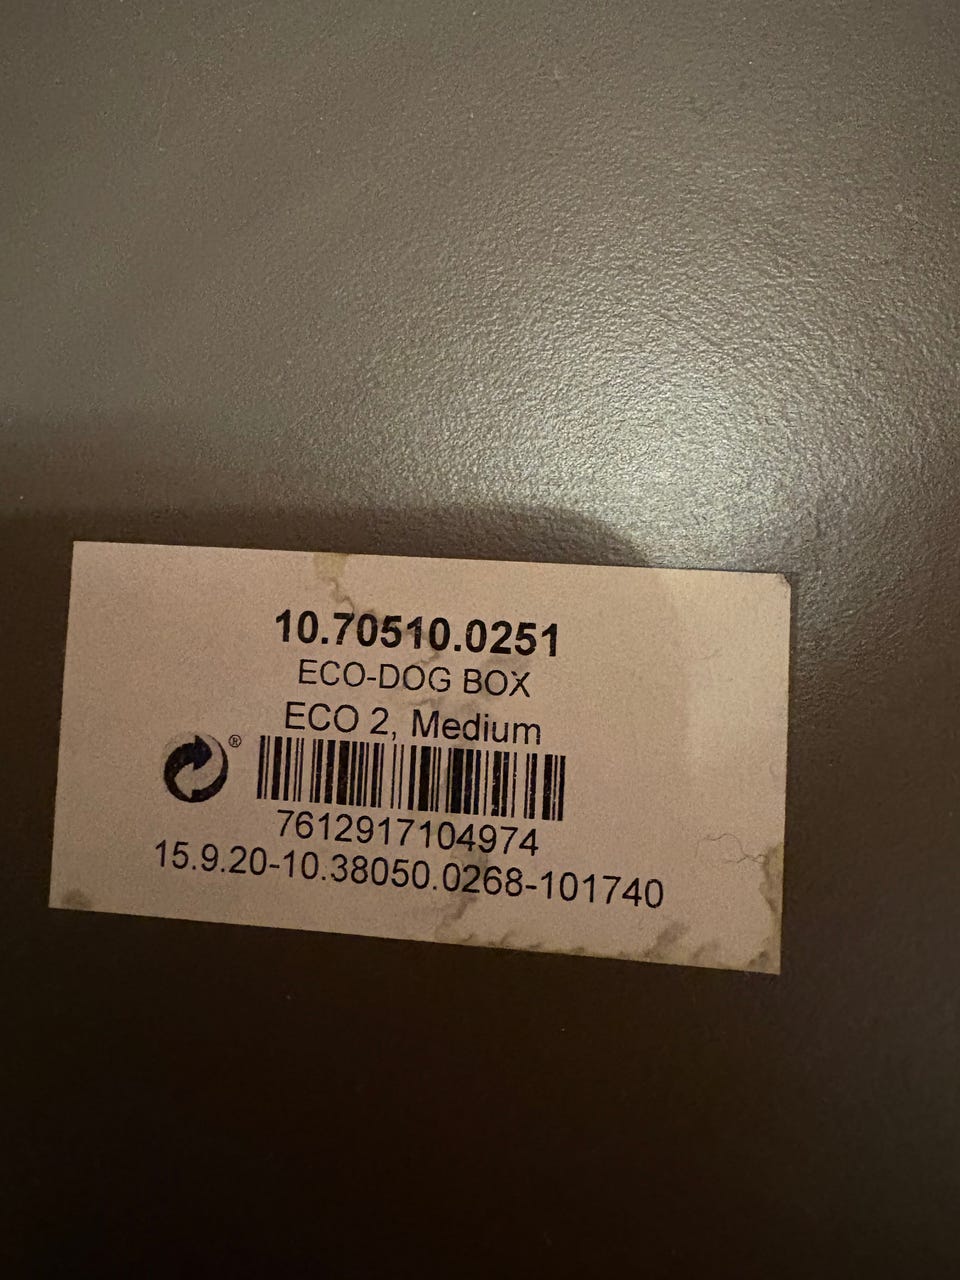 10.70510.0251
ECO-DOG BOX
ECO 2, Medium
®
7612917104974
15.9.20-10.38050.0268-101740